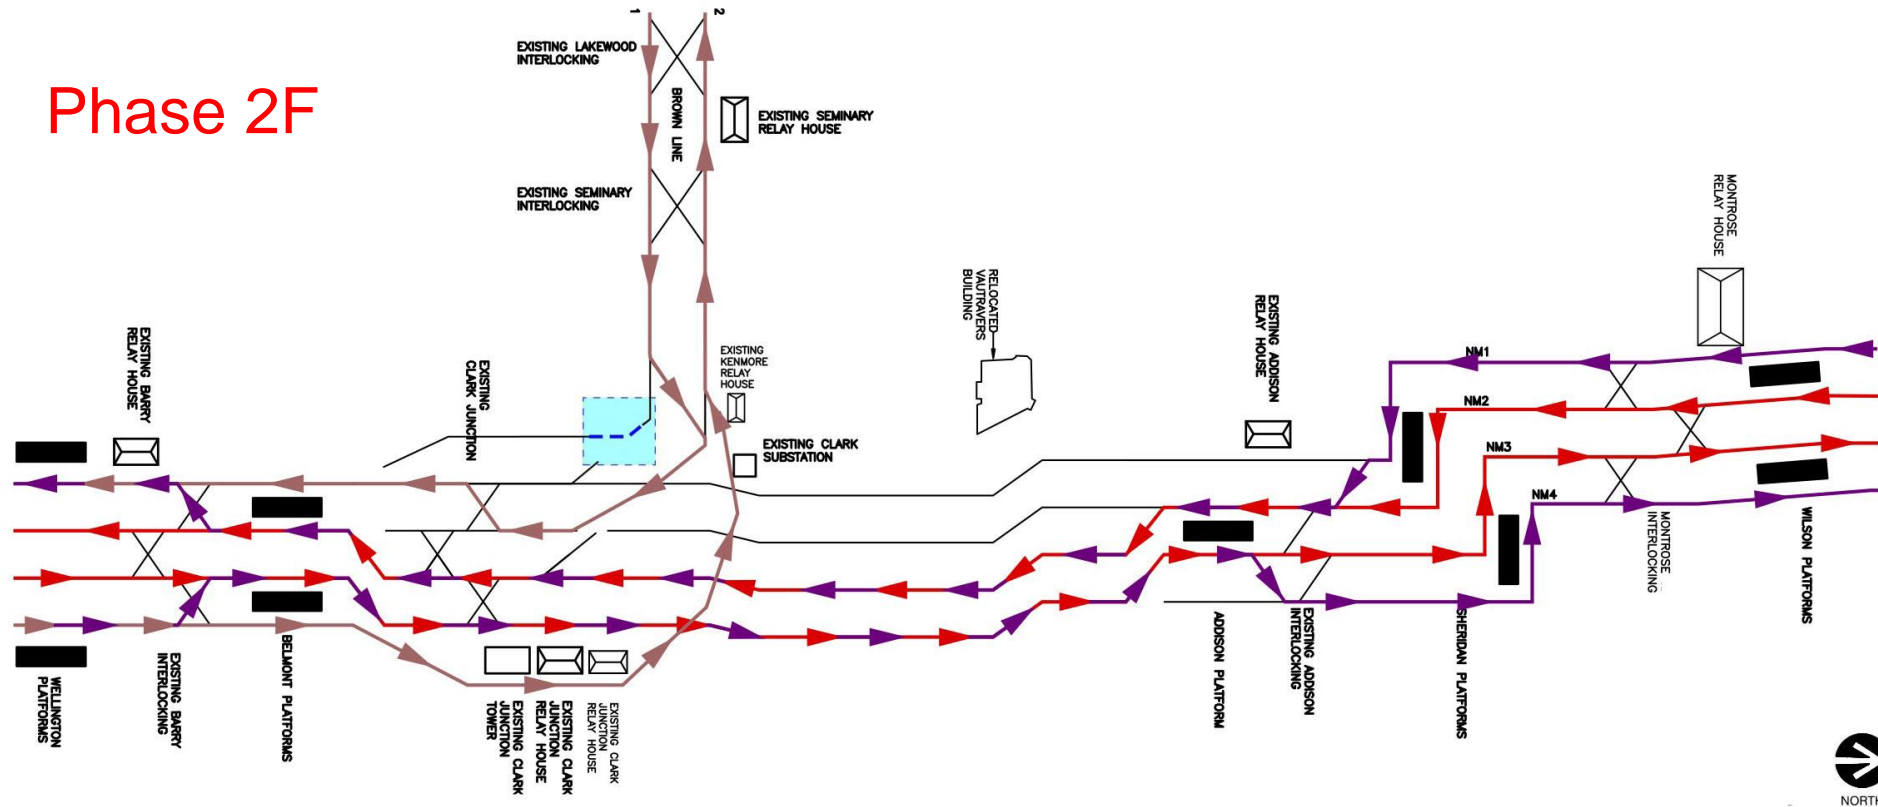 Phase 2F
1
2
EXISTING LAKEWOOD
INTERLOCKING
BROWN LINE
EXISTING SEMINARY
RELAY HOUSE
EXISTING SEMINARY
INTERLOCKING
MONTROSE
RELAY HOUSE
RELOCATED
VAUTRAVERS
BUILDING
EXISTING ADDISON
RELAY HOUSE
EXISTING BARRY
RELAY HOUSE
EXISTING
CLARK JUNCTION
EXISTING
KENMORE
RELAY
HOUSE
EXISTING CLARK
SUBSTATION
NM1
NM2
NM3
NM4
MONTROSE
INTERLOCKING
WILSON PLATFORMS
WELLINGTON
PLATFORMS
EXISTING BARRY
INTERLOCKING
BELMONT PLATFORMS
EXISTING CLARK
JUNCTION
TOWER
EXISTING CLARK
JUNCTION
RELAY HOUSE
EXISTING CLARK
JUNCTION
RELAY HOUSE
ADDISON PLATFORM
EXISTING ADDISON
INTERLOCKING
SHERIDAN PLATFORMS
NORTH